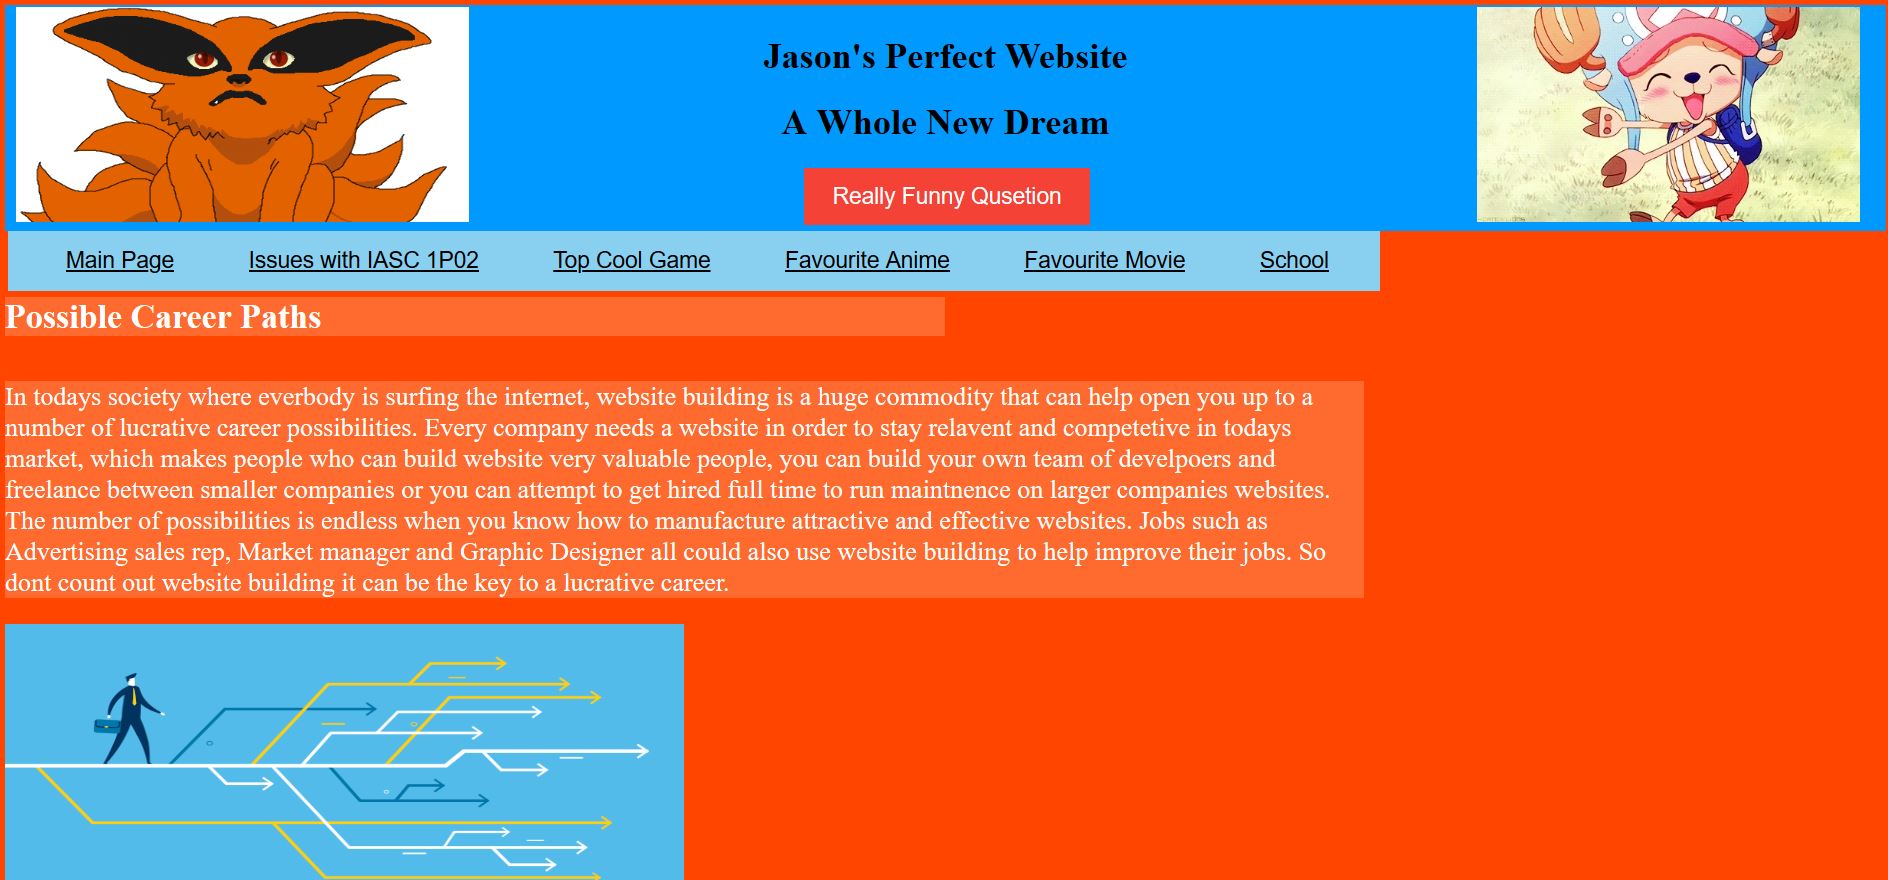 Jason's Perfect Website
A Whole New Dream
Really Funny Qusetion
Main Page Issues with IASC 1P02 Top Cool Game Favourite Anime Favourite Movie School
Possible Career Paths
In todays society where everbody is surfing the internet, website building is a huge commodity that can help open you up to a
number of lucrative career possibilities. Every company needs a website in order to stay relavent and competetive in todays
market, which makes people who can build website very valuable people, you can build your own team of develpoers and
freelance between smaller companies or you can attempt to get hired full time to run maintnence on larger companies websites.
The number of possibilities is endless when you know how to manufacture attractive and effective websites. Jobs such as
Advertising sales rep, Market manager and Graphic Designer all could also use website building to help improve their jobs. So
dont count out website building it can be the key to a lucrative career.